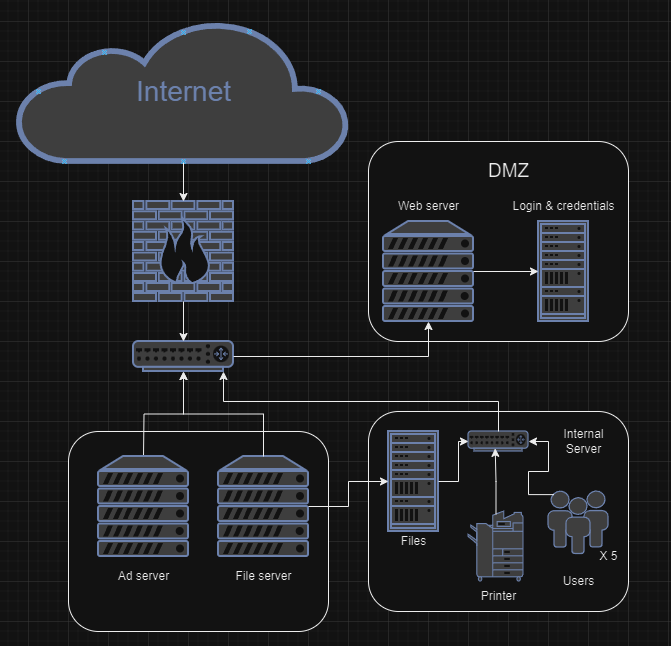 Internet
DMZ
Web server
Login & credentials
Internal
Server
Files
Ad server
File server
X 5
Users
Printer